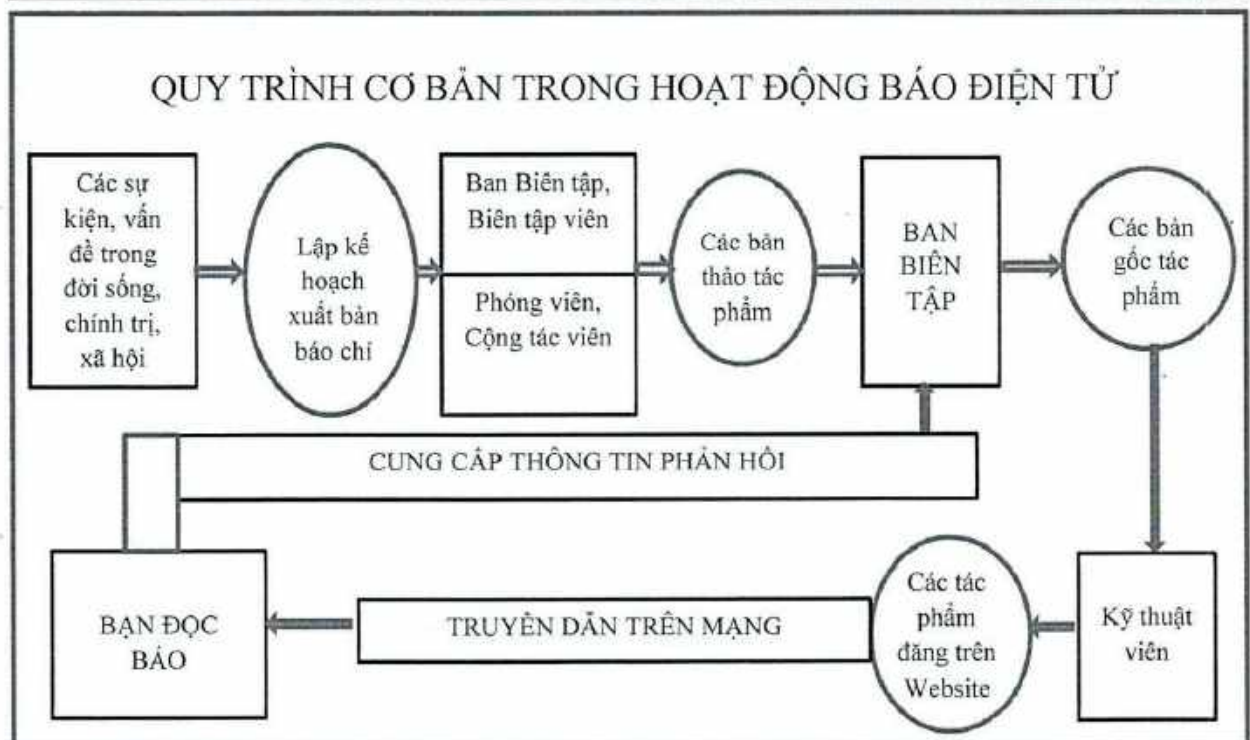 QUY TRÌNH CƠ BẢN TRONG HOẠT ĐỘNG BÁO ĐIỆN TỬ
Các sự
kiện, vấn
đề trong
đời sống,
chính trị,
xã hội
Lập kế
hoạch
xuất bản
báo chí
Ban Biên tập,
Biên tập viên
Phóng viên,
Cộng tác viên
Các bản
thảo tác
phẩm
BAN
BIÊN
TẬP
Các bản
gốc tác
phẩm
CUNG CẤP THÔNG TIN PHẢN HỒI
BẠN ĐỌC
BÁO
TRUYỀN DẪN TRÊN MẠNG
Các tác
phẩm
đăng trên
Website
Kỹ thuật
viên